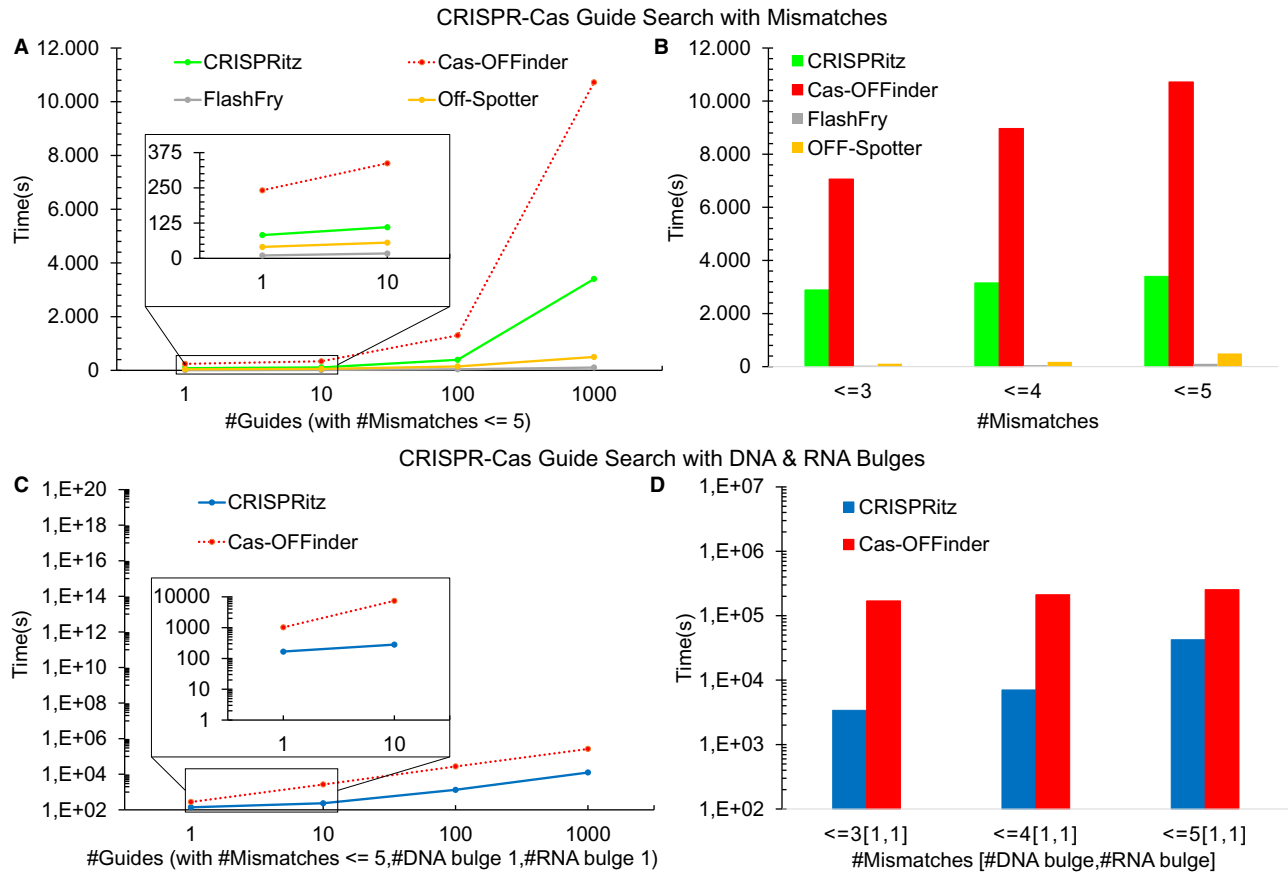 CRISPR-Cas Guide Search with Mismatches
A
12.000
10.000
8.000
6.000
4.000
2.000
0
Time(s)
CRISPRitz
Cas-OFFinder
FlashFry
Off-Spotter
375
250
125
0
1
10
1
10
100
1000
#Guides (with #Mismatches <= 5)
B
12.000
10.000
8.000
6.000
4.000
2.000
0
Time(s)
CRISPRitz
Cas-OFFinder
FlashFry
OFF-Spotter
<=3
<=4
<=5
#Mismatches
CRISPR-Cas Guide Search with DNA & RNA Bulges
C
1,E+20
1,E+18
1,E+16
1,E+14
1,E+12
1,E+10
1,E+08
1,E+06
1,E+04
1,E+02
Time(s)
CRISPRitz
Cas-OFFinder
10000
1000
100
10
1
1
10
1
10
100
1000
#Guides (with #Mismatches <= 5,#DNA bulge 1,#RNA bulge 1)
D
1,E+07
1,E+06
1,E+05
1,E+04
1,E+03
1,E+02
Time(s)
CRISPRitz
Cas-OFFinder
<=3[1,1]
<=4[1,1]
<=5[1,1]
#Mismatches [#DNA bulge,#RNA bulge]